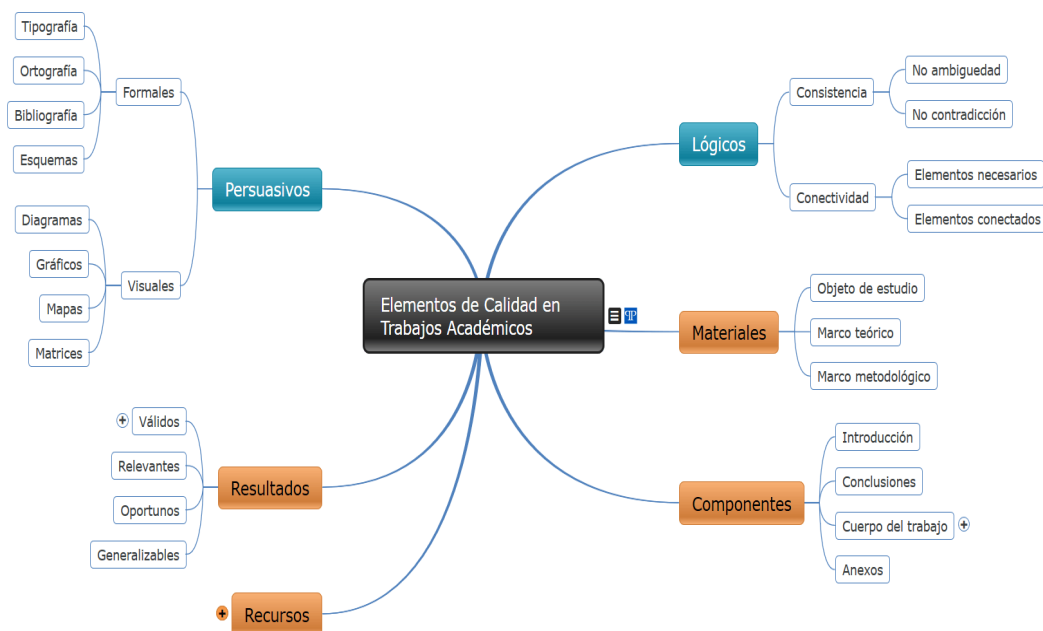 Elementos de Calidad en
Trabajos Académicos
Lógicos
Consistencia
No ambiguedad
No contradicción
Conectividad
Elementos necesarios
Elementos conectados
Materiales
Objeto de estudio
Marco teórico
Marco metodológico
Componentes
Introducción
Conclusiones
Cuerpo del trabajo
Anexos
Persuasivos
Formales
Tipografía
Ortografía
Bibliografía
Esquemas
Visuales
Diagramas
Gráficos
Mapas
Matrices
Resultados
Válidos
Relevantes
Oportunos
Generalizables
Recursos